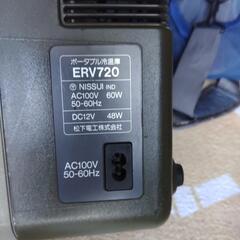 ポータブル冷温庫
ERV720
Ⓨ NISSUI IND
AC100V 60W
50-60Hz
DC12V 48W
松下電工株式会社
AC100V
50-60Hz